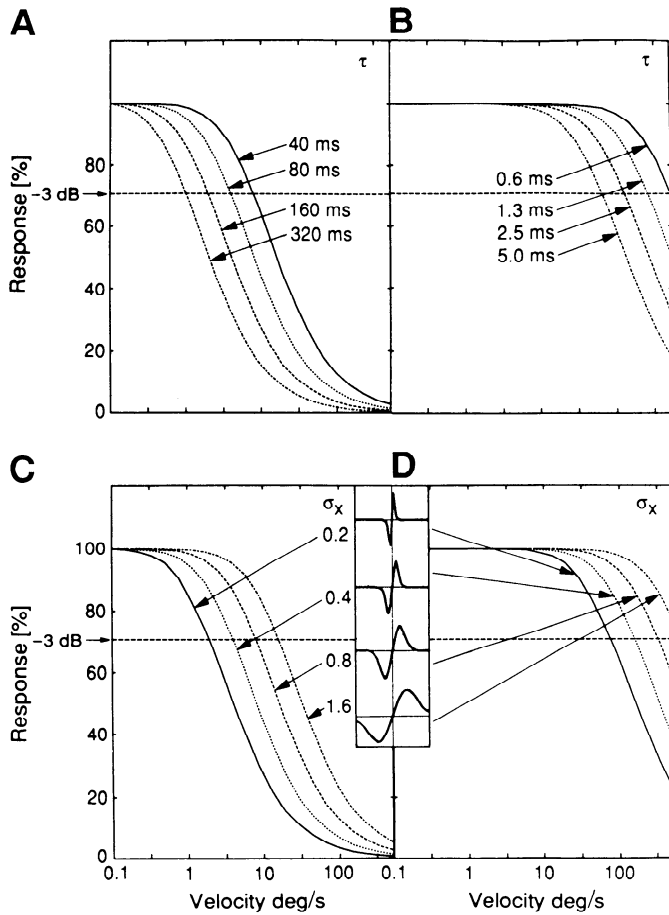 A
B
τ
τ
Response [%]
80
60
40
20
0
−3 dB
40 ms
80 ms
160 ms
320 ms
0.6 ms
1.3 ms
2.5 ms
5.0 ms
C
D
σx
σx
Response [%]
100
80
60
40
20
0
−3 dB
0.2
0.4
0.8
1.6
0.1 1 10 100 0.1 1 10 100
Velocity deg/s Velocity deg/s